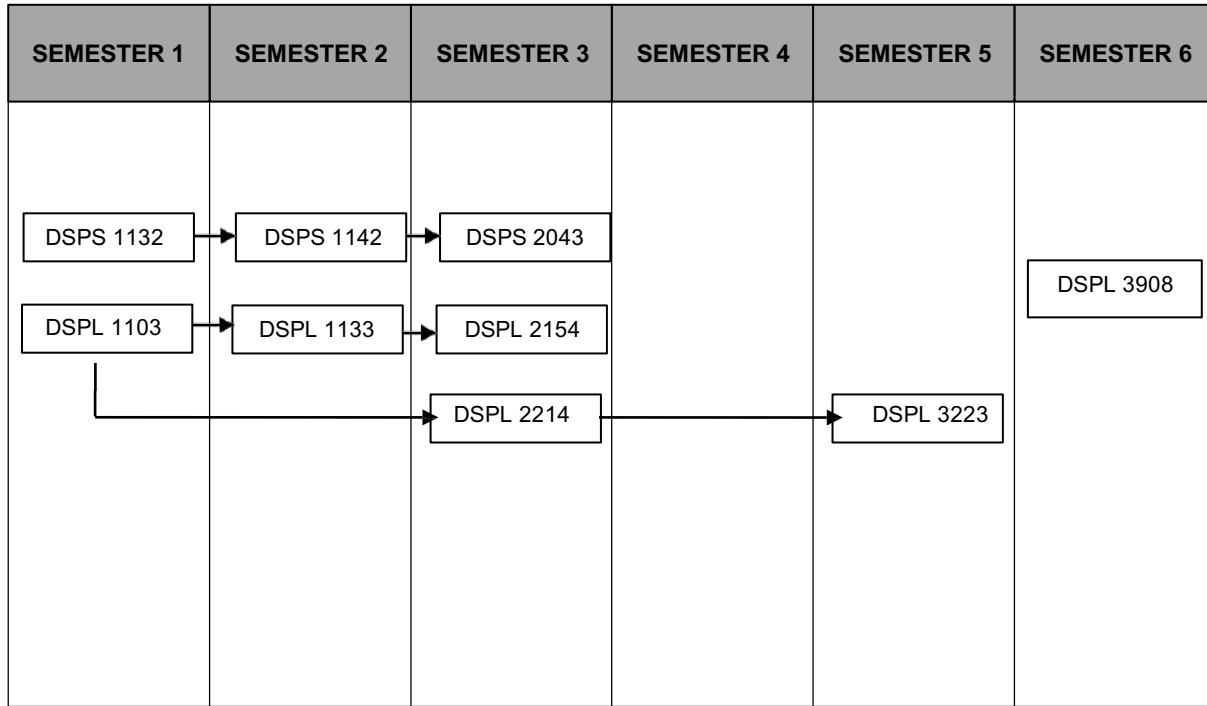 SEMESTER 1 SEMESTER 2 SEMESTER 3 SEMESTER 4 SEMESTER 5 SEMESTER 6
DSPS 1132 DSPS 1142 DSPS 2043
DSPL 3908
DSPL 1103 DSPL 1133 DSPL 2154
DSPL 2214 DSPL 3223